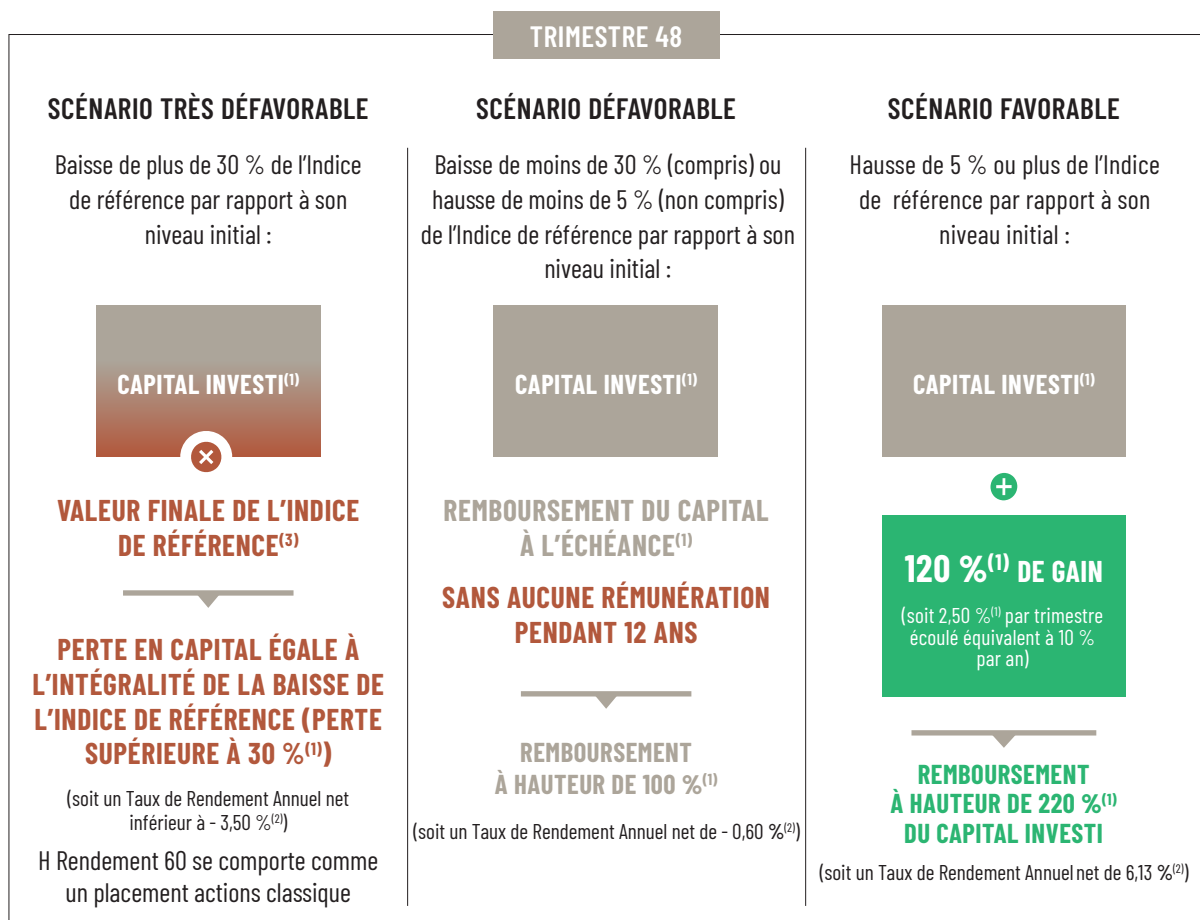 TRIMESTRE 48
SCÉNARIO TRÈS DÉFAVORABLE
Baisse de plus de 30 % de l’Indice
de référence par rapport à son
niveau initial :
CAPITAL INVESTI(1)
VALEUR FINALE DE L’INDICE
DE RÉFÉRENCE(3)
PERTE EN CAPITAL ÉGALE À
L’INTÉGRALITÉ DE LA BAISSE DE
L’INDICE DE RÉFÉRENCE (PERTE
SUPÉRIEURE À 30 %(1))
(soit un Taux de Rendement Annuel net
inférieur à - 3,50 %(2))
H Rendement 60 se comporte comme
un placement actions classique
SCÉNARIO DÉFAVORABLE
Baisse de moins de 30 % (compris) ou
hausse de moins de 5 % (non compris)
de l’Indice de référence par rapport à son
niveau initial :
CAPITAL INVESTI(1)
REMBOURSEMENT DU CAPITAL
À L’ÉCHÉANCE(1)
SANS AUCUNE RÉMUNÉRATION
PENDANT 12 ANS
REMBOURSEMENT
À HAUTEUR DE 100 %(1)
(soit un Taux de Rendement Annuel net de - 0,60 %(2))
SCÉNARIO FAVORABLE
Hausse de 5 % ou plus de l’Indice
de référence par rapport à son
niveau initial :
CAPITAL INVESTI(1)
120 %(1) DE GAIN
(soit 2,50 %(1) par trimestre
écoulé équivalent à 10 %
par an)
REMBOURSEMENT
À HAUTEUR DE 220 %(1)
DU CAPITAL INVESTI
(soit un Taux de Rendement Annuel net de 6,13 %(2))